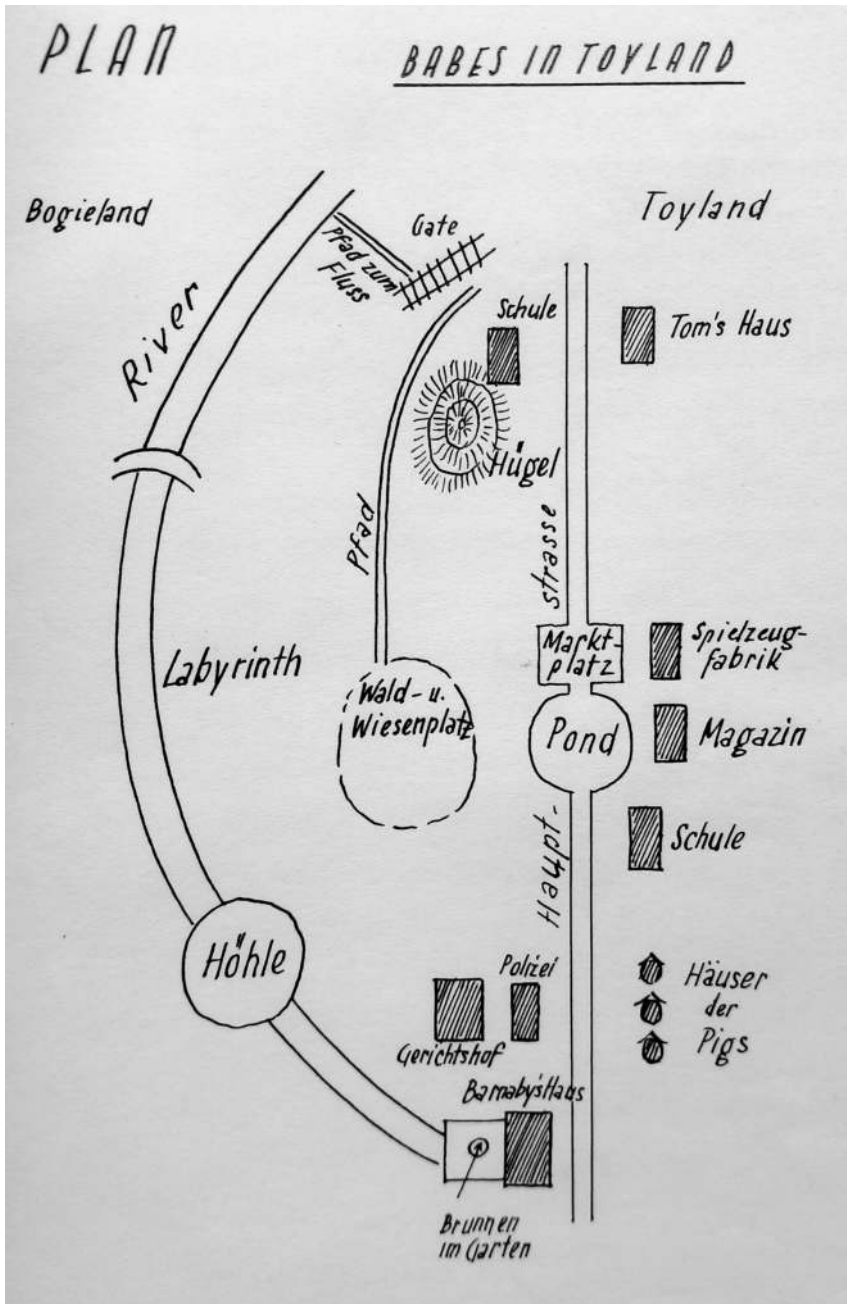 PLAN
BABES IN TOYLAND
Bogieland
Toyland
River
Pfad zum
Fluss
Gate
Schule
Tom's Haus
Hügel
Pfad
strasse
Labyrinth
Markt-
platz
Spielzeug-
fabrik
Wald- u.
Wiesenplatz
Pond
Magazin
Haupt-
Schule
Höhle
Polizei
Gerichtshof
Häuser
der
Pigs
Barnaby's Haus
Brunnen
im Garten